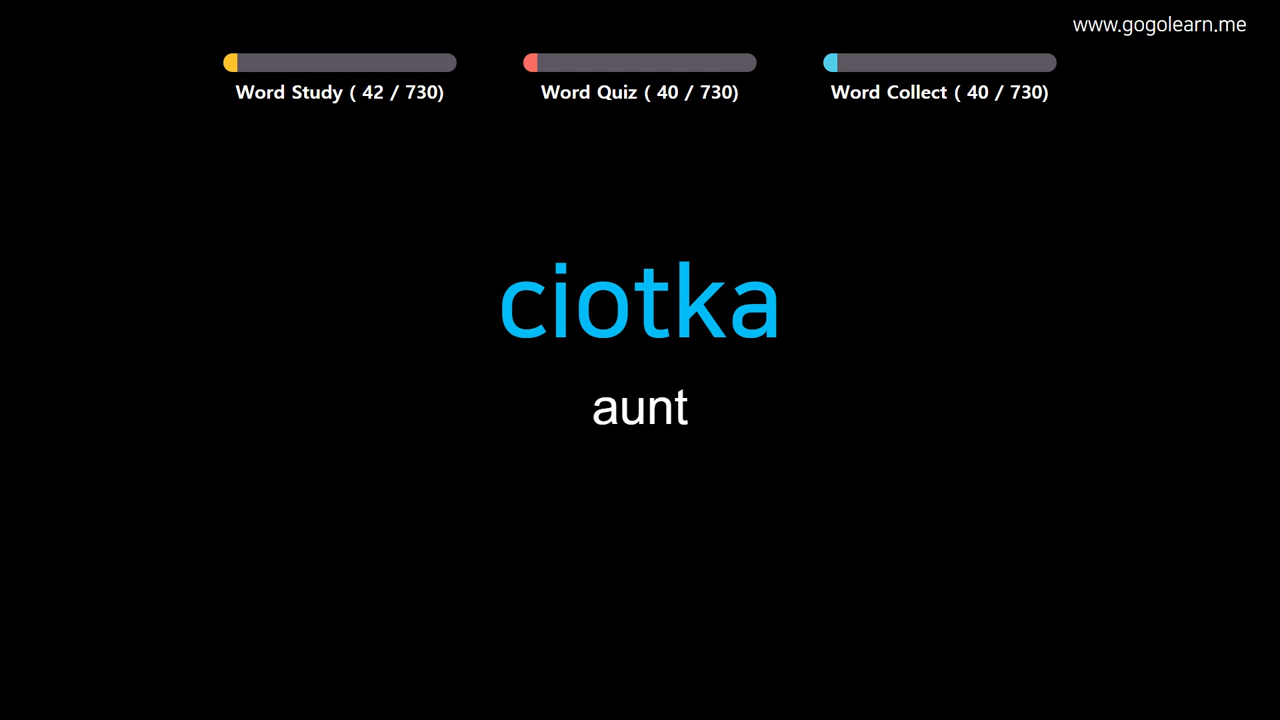 www.gogolearn.me
Word Study ( 42 / 730)
Word Quiz ( 40 / 730)
Word Collect ( 40 / 730)
ciotka
aunt